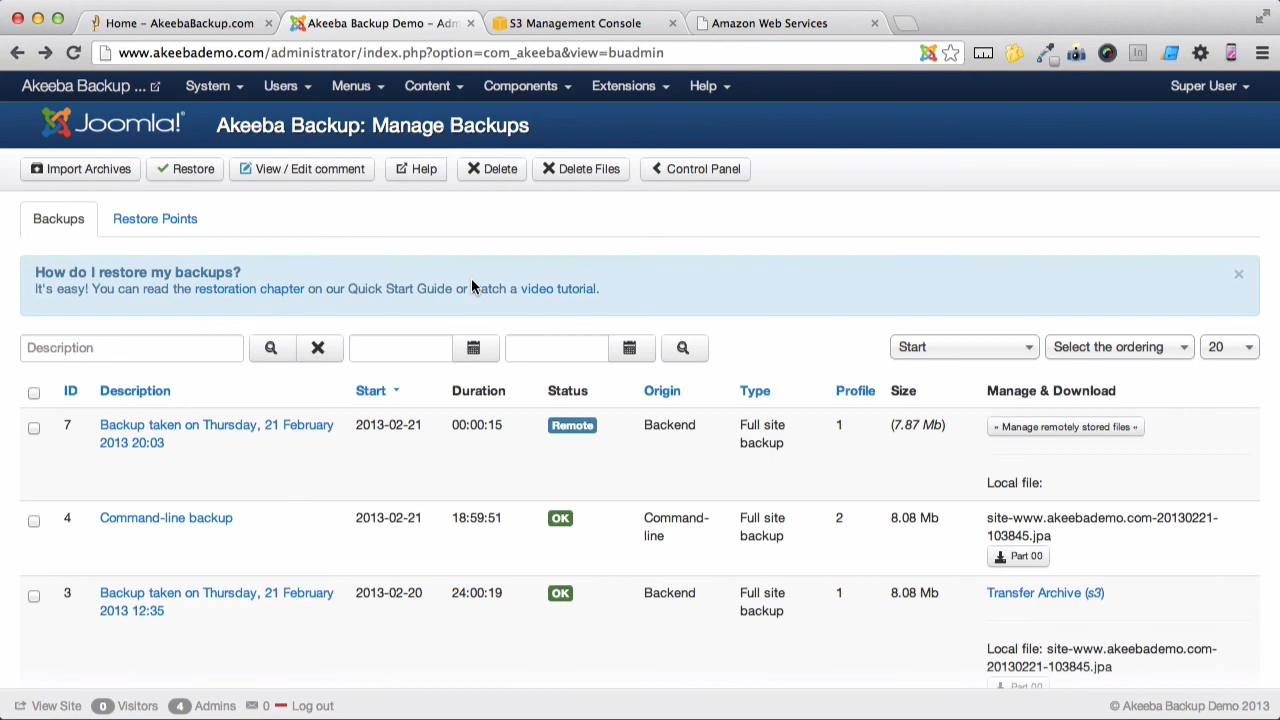 Home – AkeebaBackup.com
Akeeba Backup Demo – Adm
S3 Management Console
Amazon Web Services
www.akeebademo.com/administrator/index.php?option=com_akeeba&view=buadmin
Akeeba Backup ... System Users Menus Content Components Extensions Help Super User
Joomla! Akeeba Backup: Manage Backups
Import Archives Restore View / Edit comment Help Delete Delete Files Control Panel
Backups Restore Points
How do I restore my backups?
It's easy! You can read the restoration chapter on our Quick Start Guide or watch a video tutorial.
Description Start Select the ordering 20
ID Description Start Duration Status Origin Type Profile Size Manage & Download
7 Backup taken on Thursday, 21 February 2013-02-21 00:00:15 Remote Backend Full site 1 (7.87 Mb) » Manage remotely stored files «
2013 20:03 backup
Local file:
4 Command-line backup 2013-02-21 18:59:51 OK Command- Full site 2 8.08 Mb site-www.akeebademo.com-20130221-
line backup 103845.jpa
Part 00
3 Backup taken on Thursday, 21 February 2013-02-20 24:00:19 OK Backend Full site 1 8.08 Mb Transfer Archive (s3)
2013 12:35 backup
Local file: site-www.akeebademo.com-
20130221-103845.jpa
Part 00
View Site 0 Visitors 4 Admins 0 Log out © Akeeba Backup Demo 2013